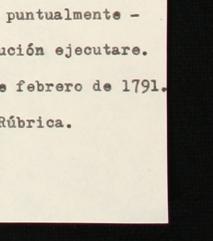 puntualmente -
ución ejecutare.
e febrero de 1791.
Rúbrica.